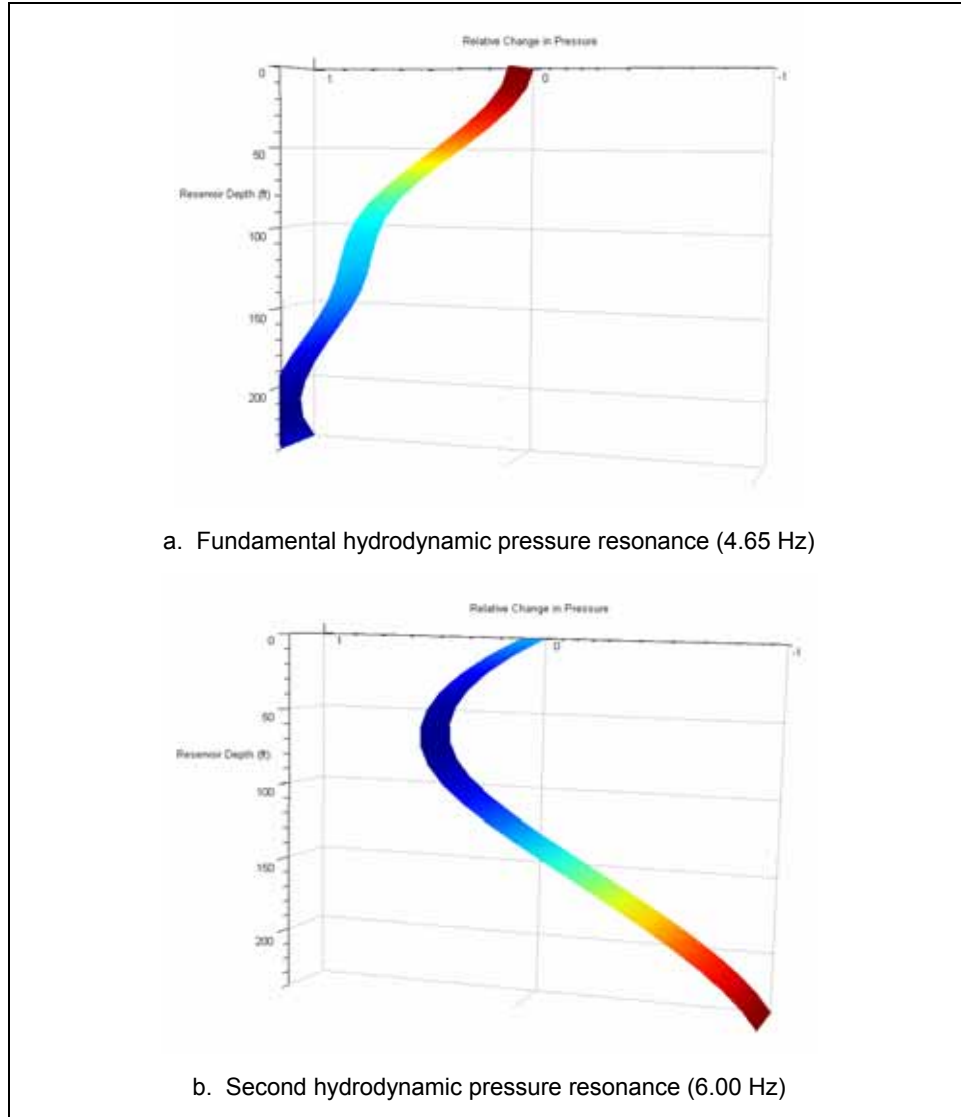 Relative Change in Pressure
1 0 -1
0
50
Reservoir Depth (ft)
100
150
200
a. Fundamental hydrodynamic pressure resonance (4.65 Hz)
Relative Change in Pressure
1 0 -1
0
50
Reservoir Depth (ft)
100
150
200
b. Second hydrodynamic pressure resonance (6.00 Hz)